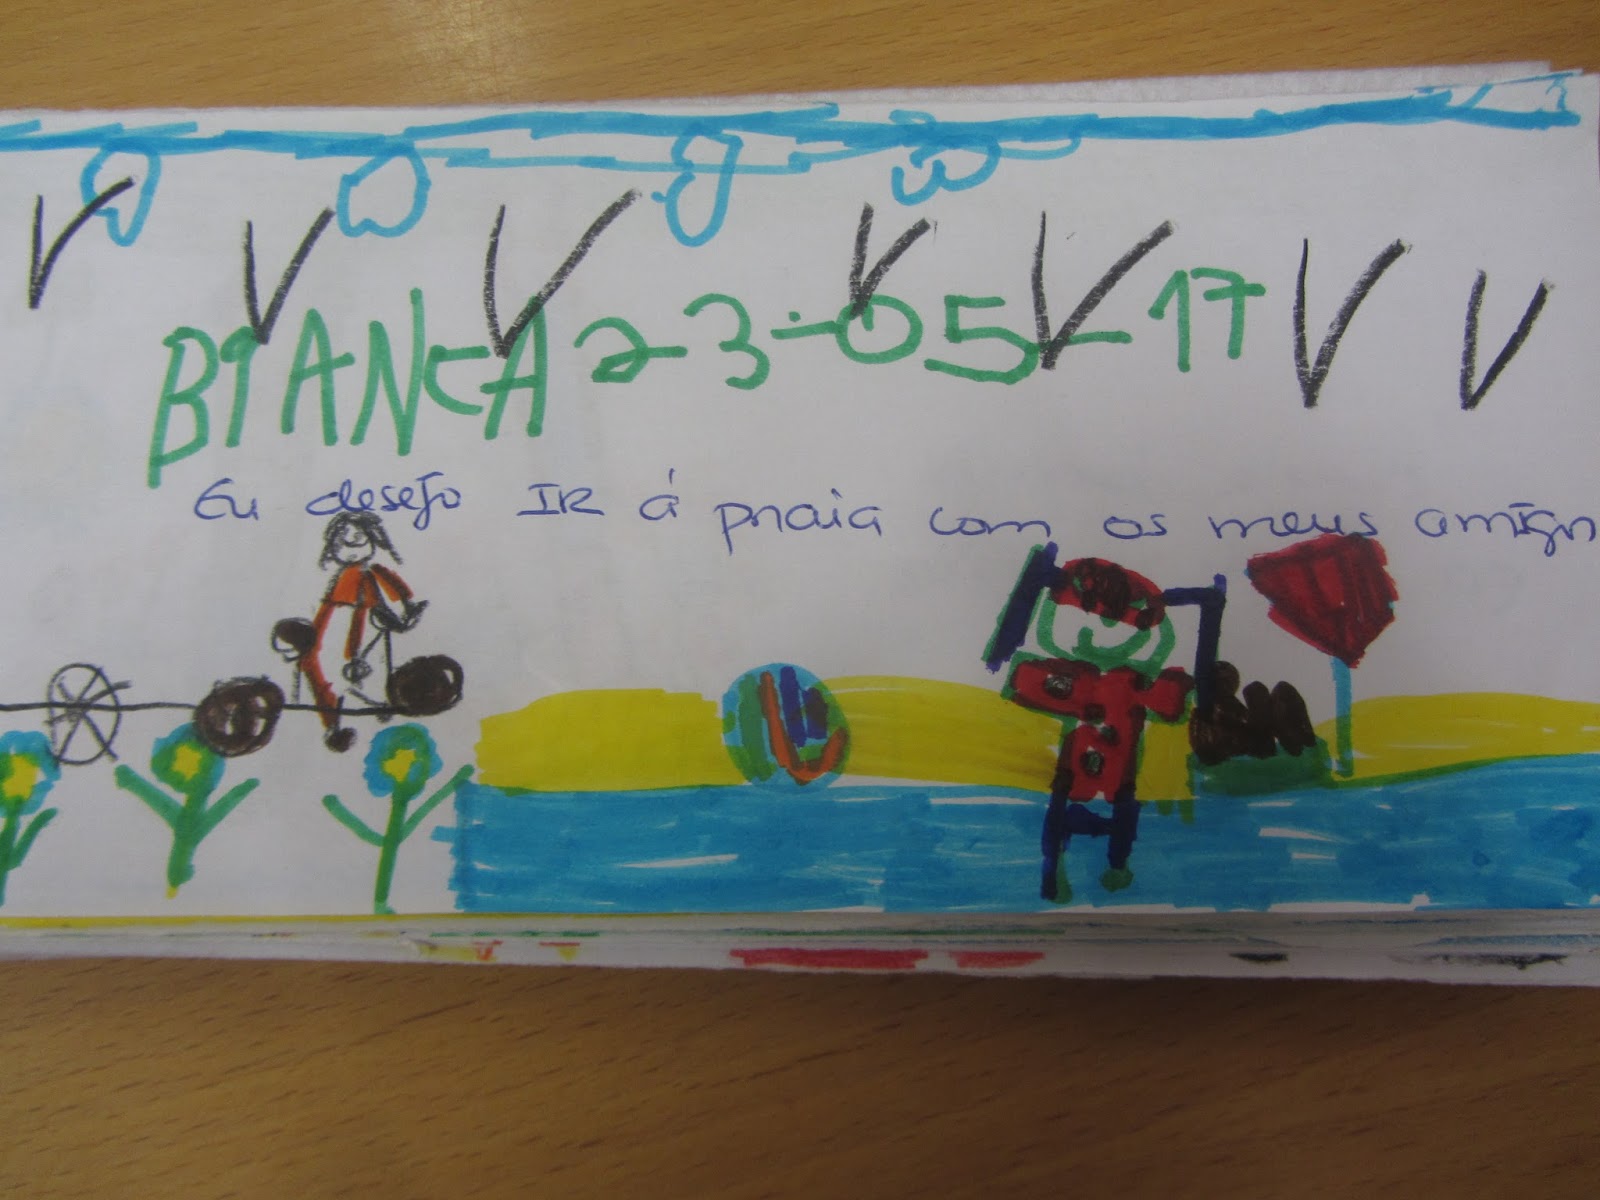 BIANCA 23-05-17
Eu desejo IR á praia com os meus amigo